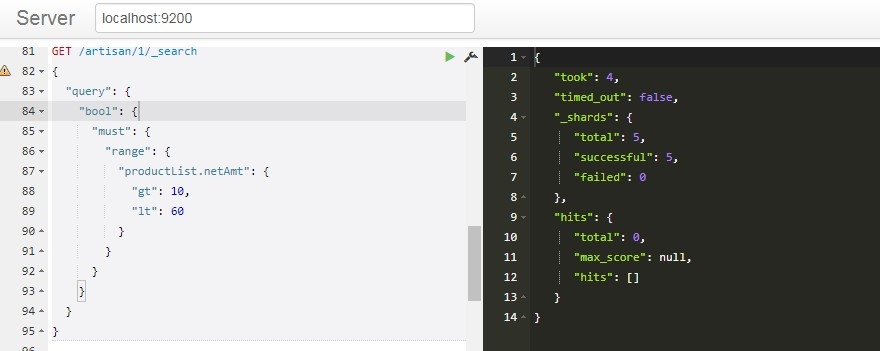 Server localhost:9200
81 GET /artisan/1/_search
82 {
83 "query": {
84 "bool": {
85 "must": {
86 "range": {
87 "productList.netAmt": {
88 "gt": 10,
89 "lt": 60
90 }
91 }
92 }
93 }
94 }
95 }
96
1 {
2 "took": 4,
3 "timed_out": false,
4 "_shards": {
5 "total": 5,
6 "successful": 5,
7 "failed": 0
8 },
9 "hits": {
10 "total": 0,
11 "max_score": null,
12 "hits": []
13 }
14 }